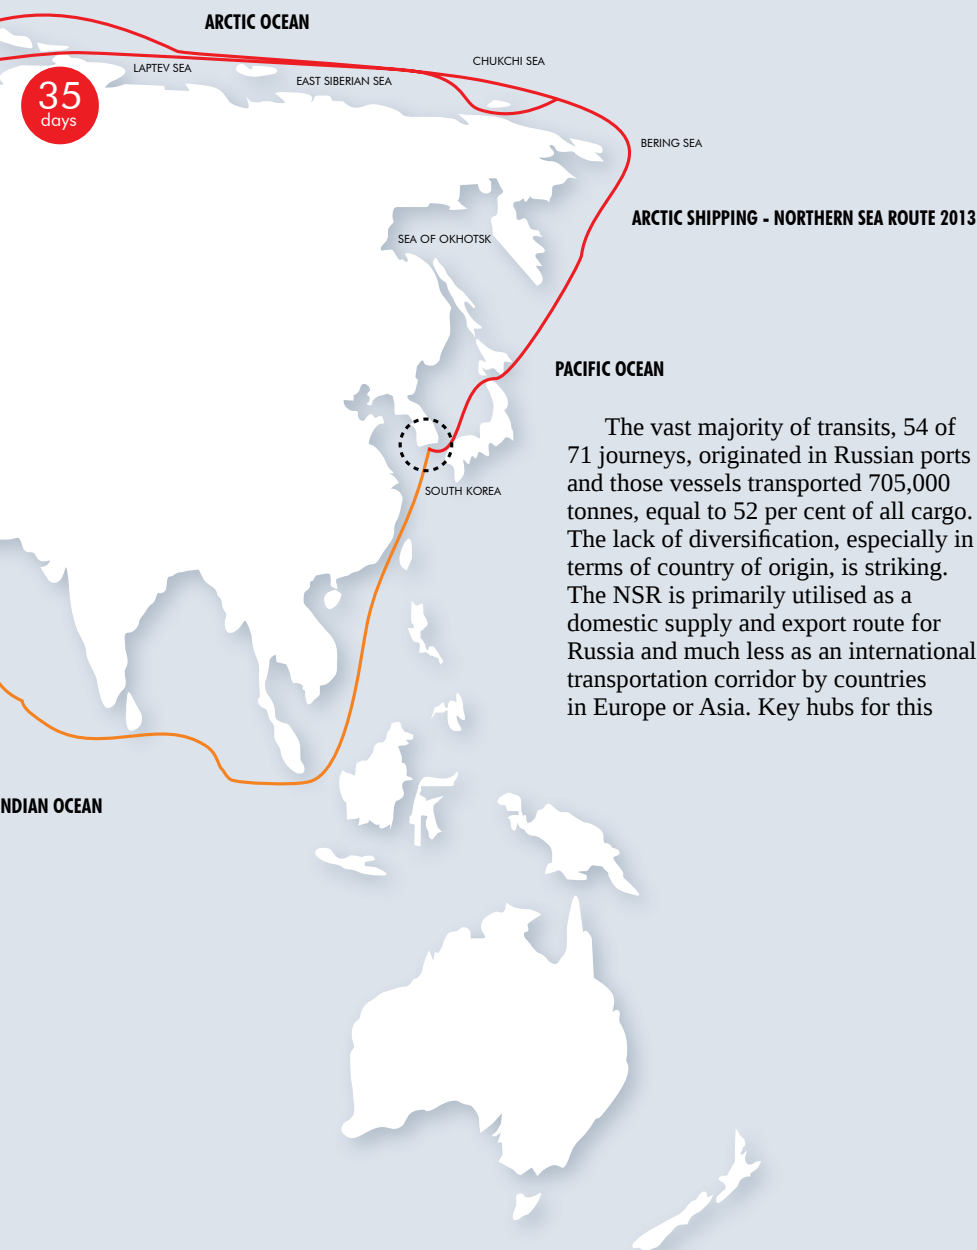 ARCTIC OCEAN
CHUKCHI SEA
LAPTEV SEA
EAST SIBERIAN SEA
35
days
BERING SEA
ARCTIC SHIPPING - NORTHERN SEA ROUTE 2013
SEA OF OKHOTSK
PACIFIC OCEAN
The vast majority of transits, 54 of
71 journeys, originated in Russian ports
and those vessels transported 705,000
tonnes, equal to 52 per cent of all cargo.
The lack of diversification, especially in
terms of country of origin, is striking.
The NSR is primarily utilised as a
domestic supply and export route for
Russia and much less as an international
transportation corridor by countries
in Europe or Asia. Key hubs for this
SOUTH KOREA
NDIAN OCEAN